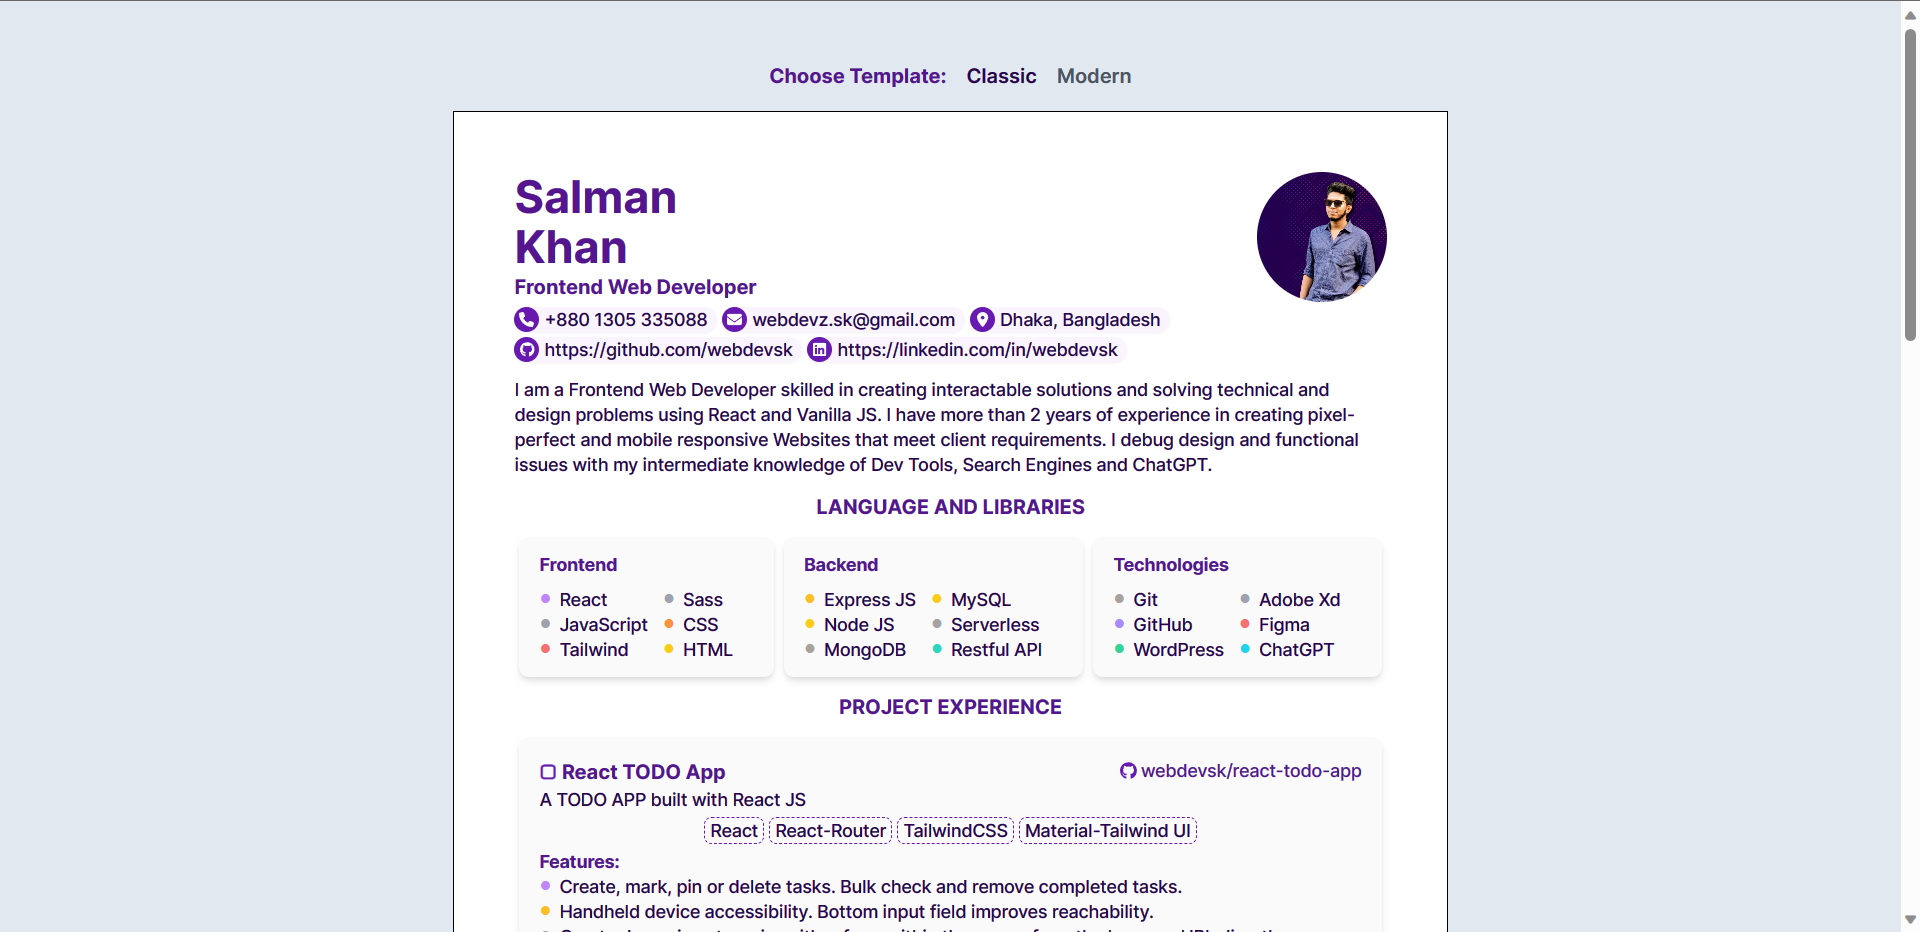 Choose Template: Classic Modern
Salman
Khan
Frontend Web Developer
+880 1305 335088 webdevz.sk@gmail.com Dhaka, Bangladesh
https://github.com/webdevsk https://linkedin.com/in/webdevsk
I am a Frontend Web Developer skilled in creating interactable solutions and solving technical and
design problems using React and Vanilla JS. I have more than 2 years of experience in creating pixel-
perfect and mobile responsive Websites that meet client requirements. I debug design and functional
issues with my intermediate knowledge of Dev Tools, Search Engines and ChatGPT.
LANGUAGE AND LIBRARIES
Frontend
React Sass
JavaScript CSS
Tailwind HTML
Backend
Express JS MySQL
Node JS Serverless
MongoDB Restful API
Technologies
Git Adobe Xd
GitHub Figma
WordPress ChatGPT
PROJECT EXPERIENCE
React TODO App webdevsk/react-todo-app
A TODO APP built with React JS
React React-Router TailwindCSS Material-Tailwind UI
Features:
Create, mark, pin or delete tasks. Bulk check and remove completed tasks.
Handheld device accessibility. Bottom input field improves reachability.